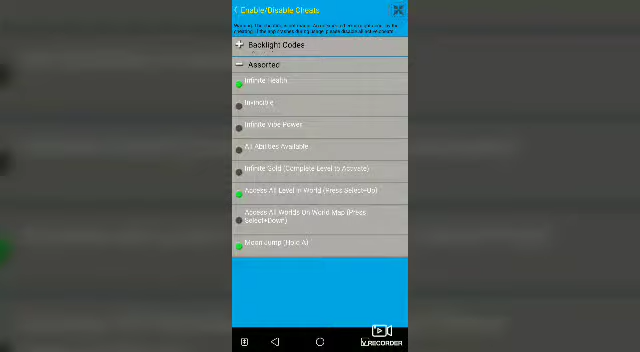 Enable/Disable Cheats
Backlight Codes
Assorted
Infinite Health
Invincible
Infinite Vibe Power
All Abilities Available
Infinite Gold (Complete Level to Activate)
Access All Level In World (Press Select+Up)
Access All Worlds On World Map (Press
Select+Down)
Moon Jump (Hold A)
V RECORDER